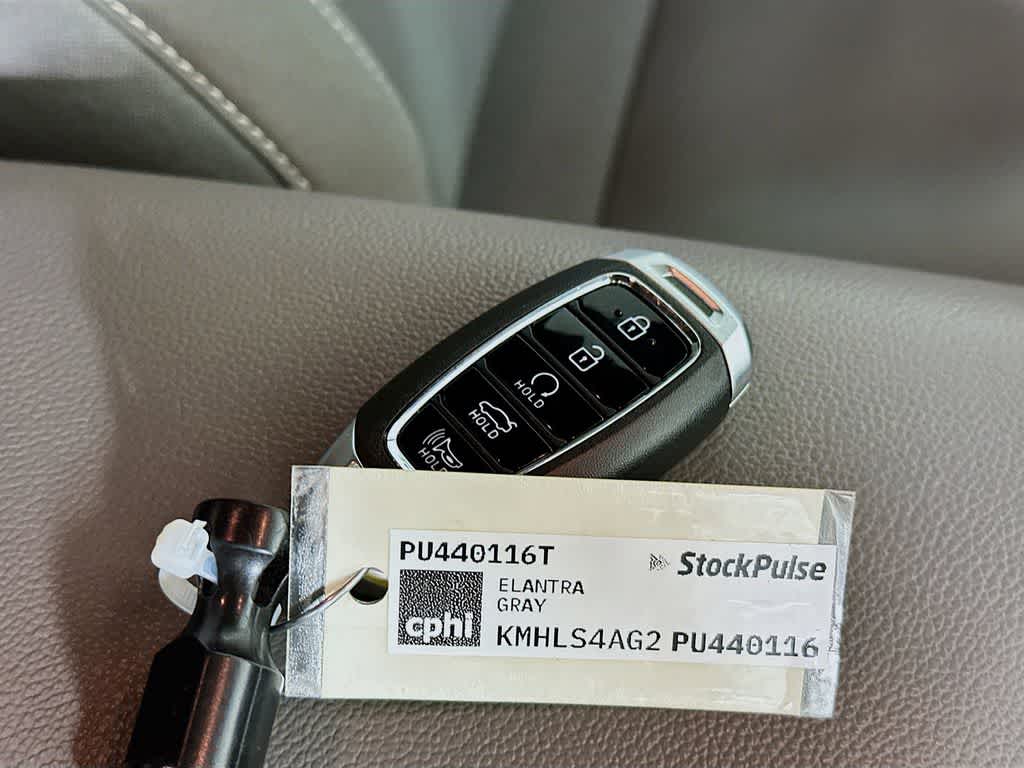 HOLD
HOLD
HOLD
PU440116T
StockPulse
ELANTRA
GRAY
cphi
KMHLS4AG2 PU440116